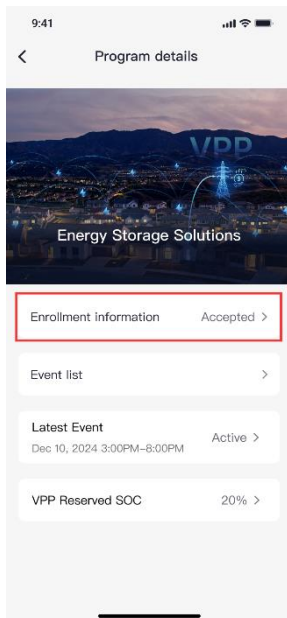 9:41
Program details
VPP
Energy Storage Solutions
Enrollment information Accepted >
Event list >
Latest Event
Dec 10, 2024 3:00PM–8:00PM
Active >
VPP Reserved SOC 20% >